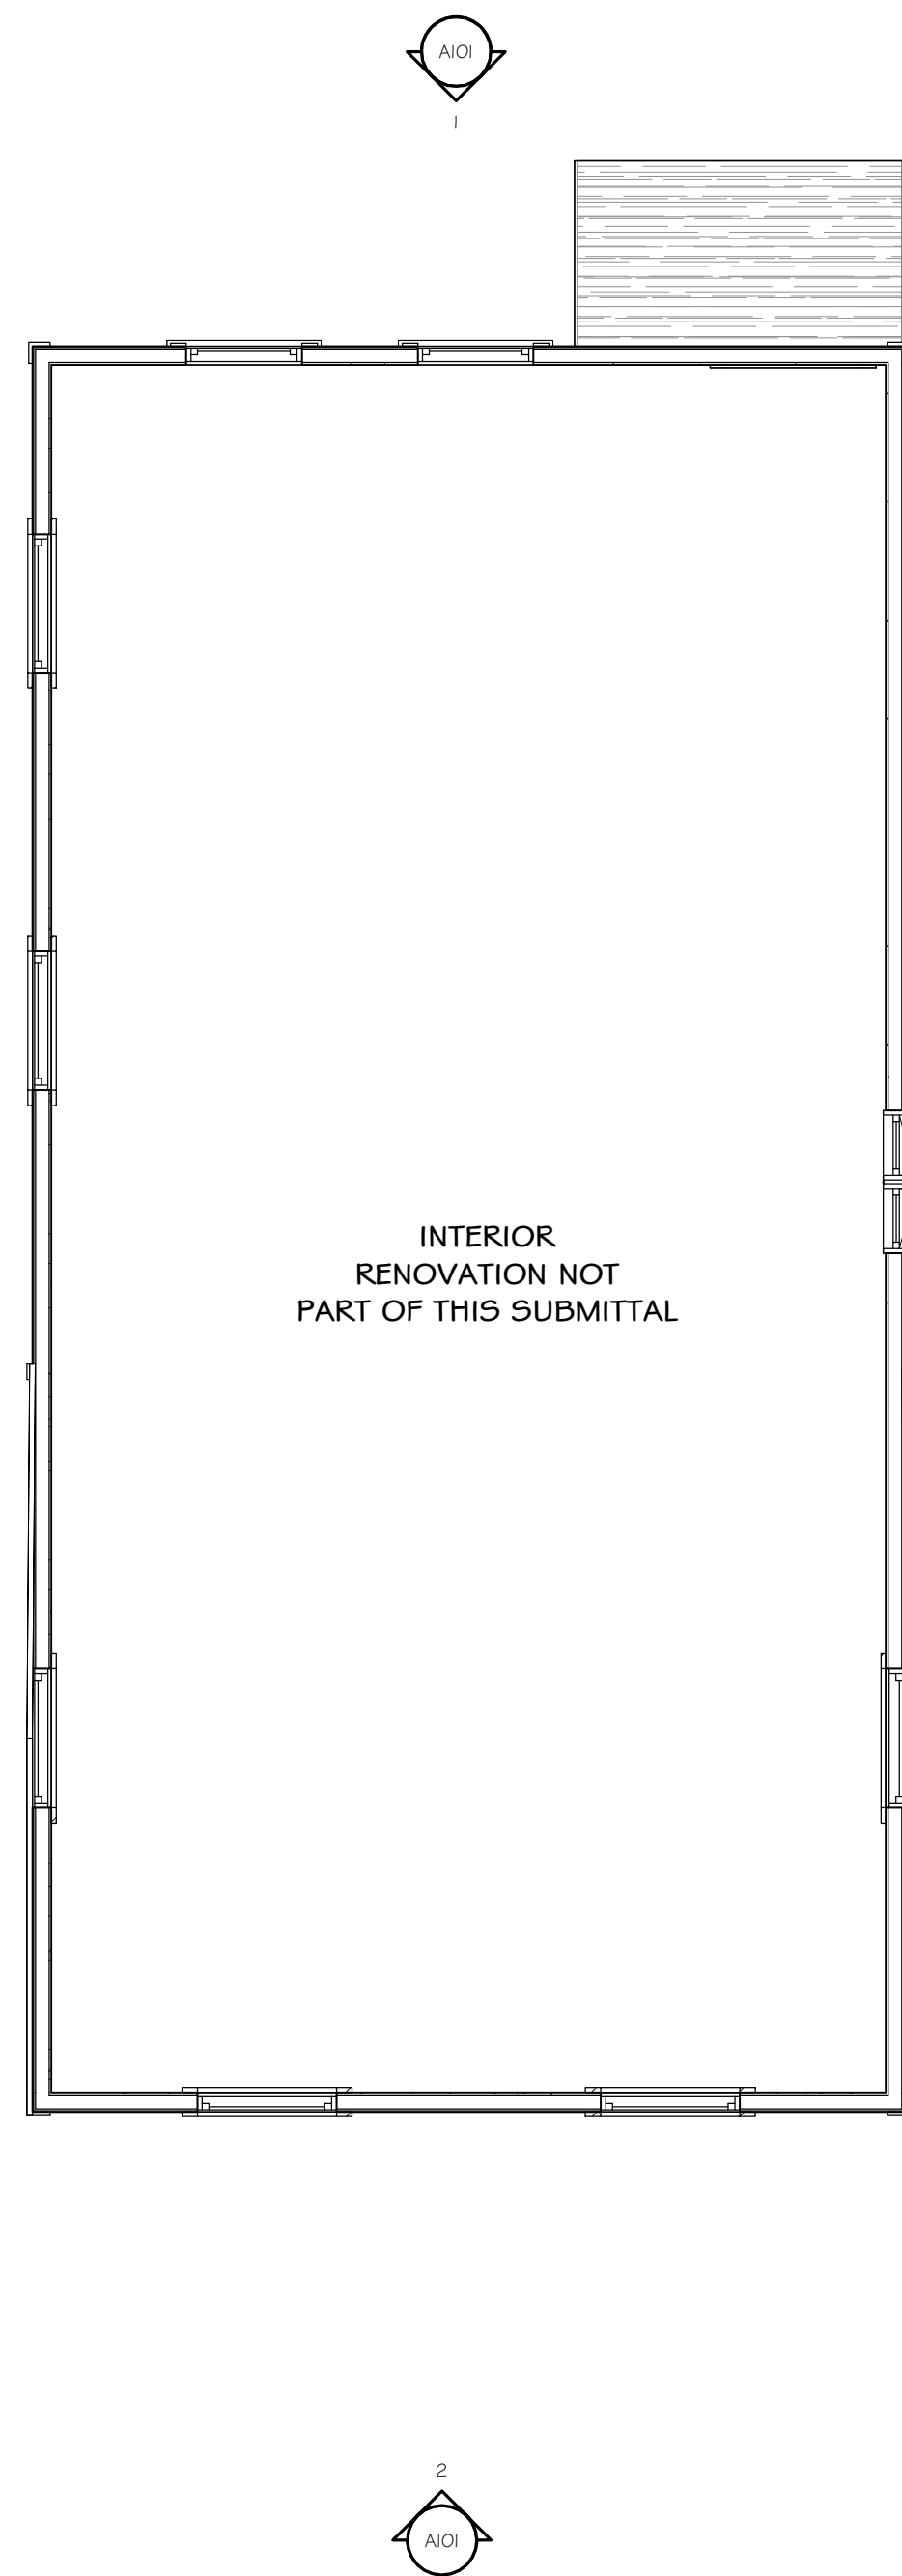 A101
1
INTERIOR
RENOVATION NOT
PART OF THIS SUBMITTAL
2
A101